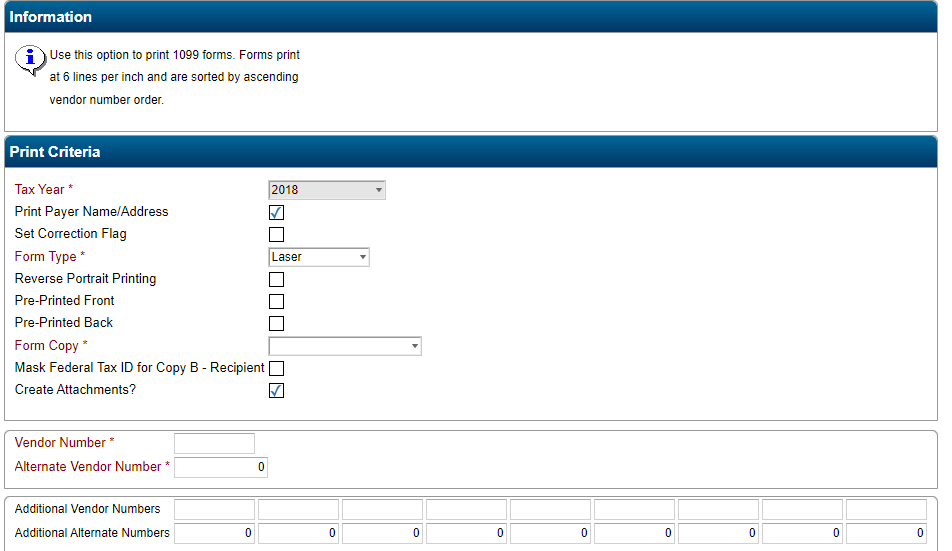 Information
Use this option to print 1099 forms. Forms print
at 6 lines per inch and are sorted by ascending
vendor number order.
Print Criteria
Tax Year * 2018
Print Payer Name/Address
Set Correction Flag
Form Type * Laser
Reverse Portrait Printing
Pre-Printed Front
Pre-Printed Back
Form Copy *
Mask Federal Tax ID for Copy B - Recipient
Create Attachments?
Vendor Number *
Alternate Vendor Number * 0
Additional Vendor Numbers
Additional Alternate Numbers 0 0 0 0 0 0 0 0 0